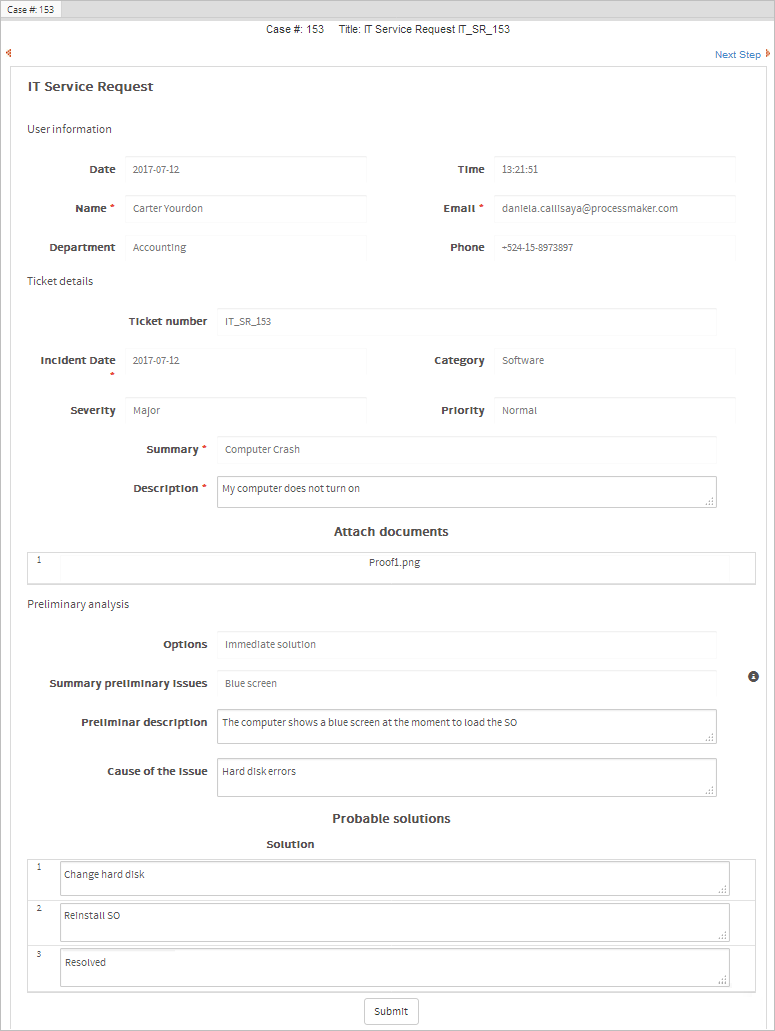 Case #: 153
Case #: 153 Title: IT Service Request IT_SR_153
Next Step
IT Service Request
User information
Date 2017-07-12 Time 13:21:51
Name * Carter Yourdon Email * daniela.callisaya@processmaker.com
Department Accounting Phone +524-15-8973897
Ticket details
Ticket number IT_SR_153
Incident Date * 2017-07-12 Category Software
Severity Major Priority Normal
Summary * Computer Crash
Description * My computer does not turn on
Attach documents
1 Proof1.png
Preliminary analysis
Options Immediate solution
Summary preliminary issues Blue screen
Preliminar description The computer shows a blue screen at the moment to load the SO
Cause of the issue Hard disk errors
Probable solutions
Solution
1 Change hard disk
2 Reinstall SO
3 Resolved
Submit